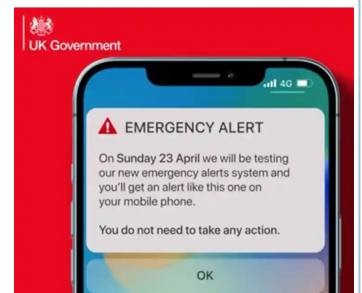 UK Government
4G
EMERGENCY ALERT
On Sunday 23 April we will be testing
our new emergency alerts system and
you'll get an alert like this one on
your mobile phone.
You do not need to take any action.
OK